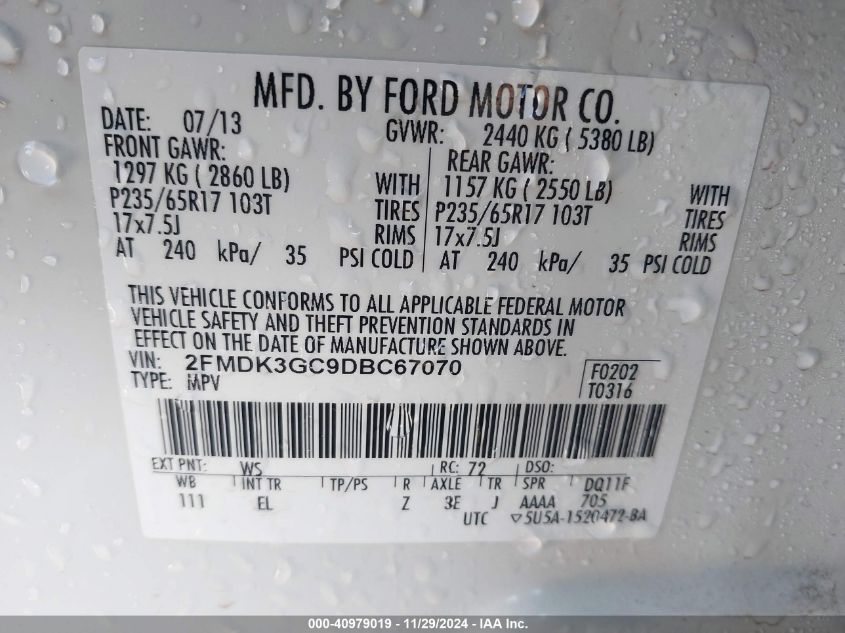 MFD. BY FORD MOTOR CO.
DATE: 07/13 GVWR: 2440 KG ( 5380 LB)
FRONT GAWR: REAR GAWR:
1297 KG ( 2860 LB) WITH 1157 KG ( 2550 LB) WITH
P235/65R17 103T TIRES P235/65R17 103T TIRES
17x7.5J RIMS 17x7.5J RIMS
AT 240 kPa/ 35 PSI COLD AT 240 kPa/ 35 PSI COLD
THIS VEHICLE CONFORMS TO ALL APPLICABLE FEDERAL MOTOR
VEHICLE SAFETY AND THEFT PREVENTION STANDARDS IN
EFFECT ON THE DATE OF MANUFACTURE SHOWN ABOVE.
VIN: 2FMDK3GC9DBC67070 F0202
TYPE: MPV T0316
EXT PNT: WS RC: 72 DSO:
WB INT TR TP/PS R AXLE TR SPR DQ11F
111 EL Z 3E J AAAA 705
UTC ▽5U5A-1520472-BA
000-40979019 - 11/29/2024 - IAA Inc.